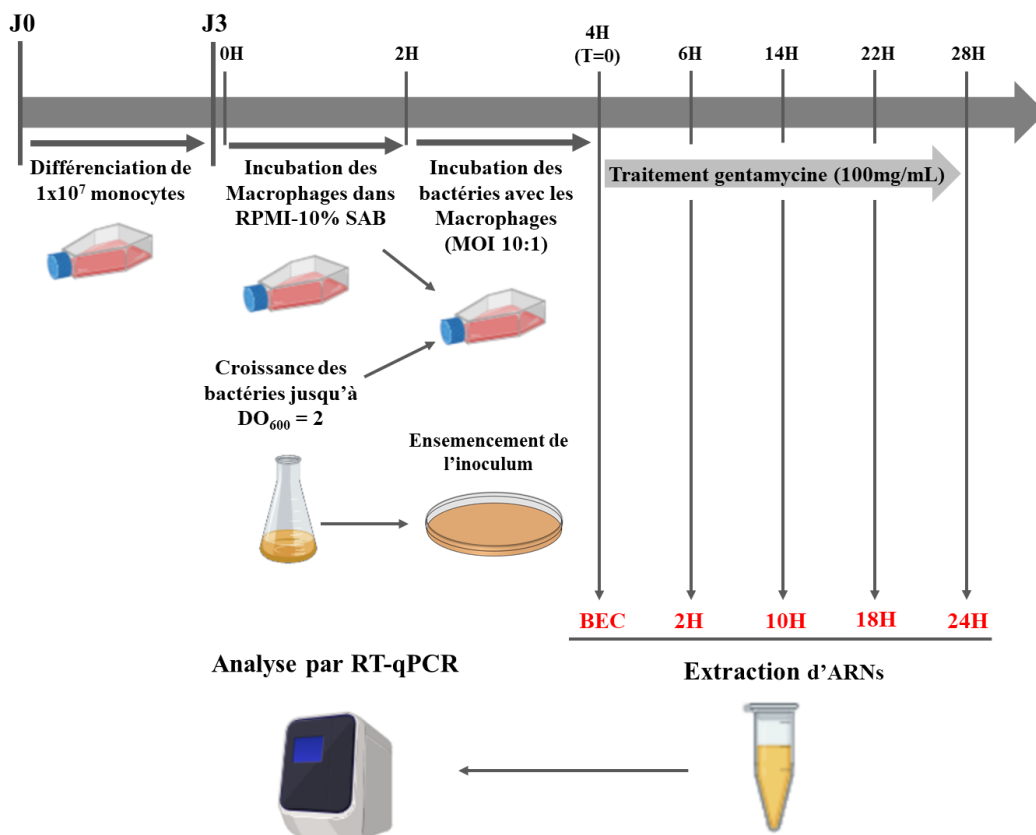 J0
J3
0H
2H
4H
(T=0)
6H
14H
22H
28H
Différenciation de
1x10⁷ monocytes
Incubation des
Macrophages dans
RPMI-10% SAB
Incubation des
bactéries avec les
Macrophages
(MOI 10:1)
Traitement gentamycine (100mg/mL)
Croissance des
bactéries jusqu'à
DO₆₀₀ = 2
Ensemencement de
l'inoculum
BEC
2H
10H
18H
24H
Analyse par RT-qPCR
Extraction d'ARNs